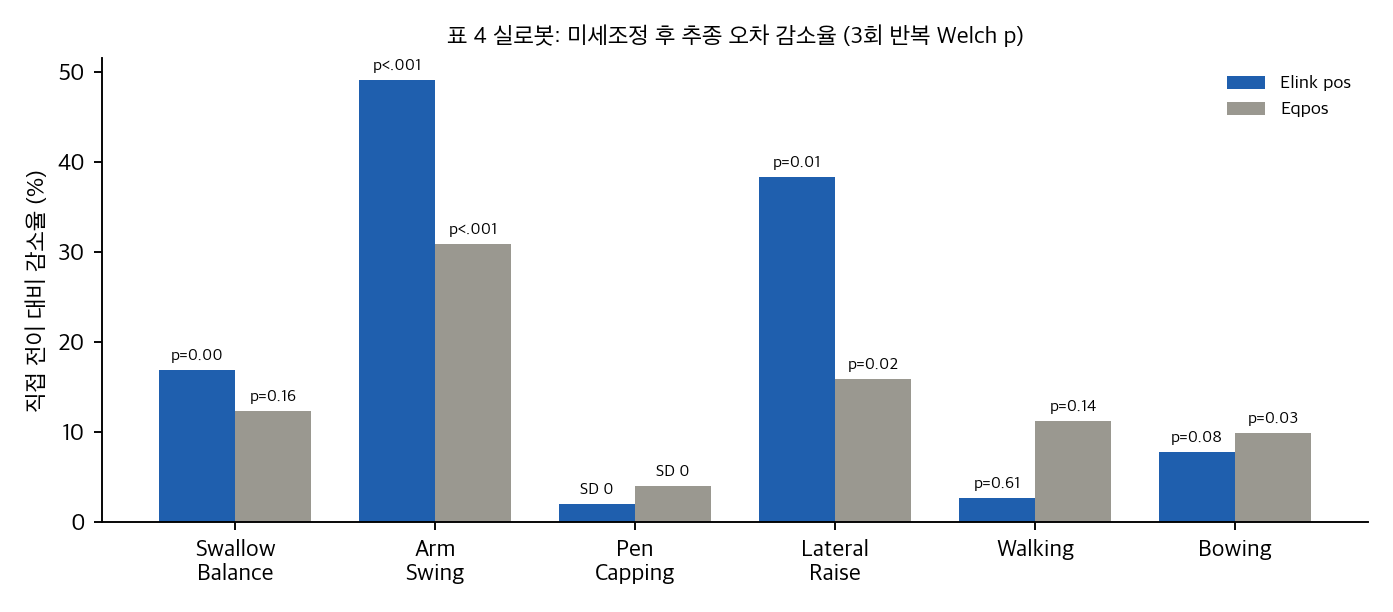 표 4 실로봇: 미세조정 후 추종 오차 감소율 (3회 반복 Welch p)
직접 전이 대비 감소율 (%)
50
40
30
20
10
0
Elink pos
Eqpos
p=0.00
p=0.16
p<.001
p<.001
SD 0
SD 0
p=0.01
p=0.02
p=0.61
p=0.14
p=0.08
p=0.03
Swallow
Balance
Arm
Swing
Pen
Capping
Lateral
Raise
Walking
Bowing